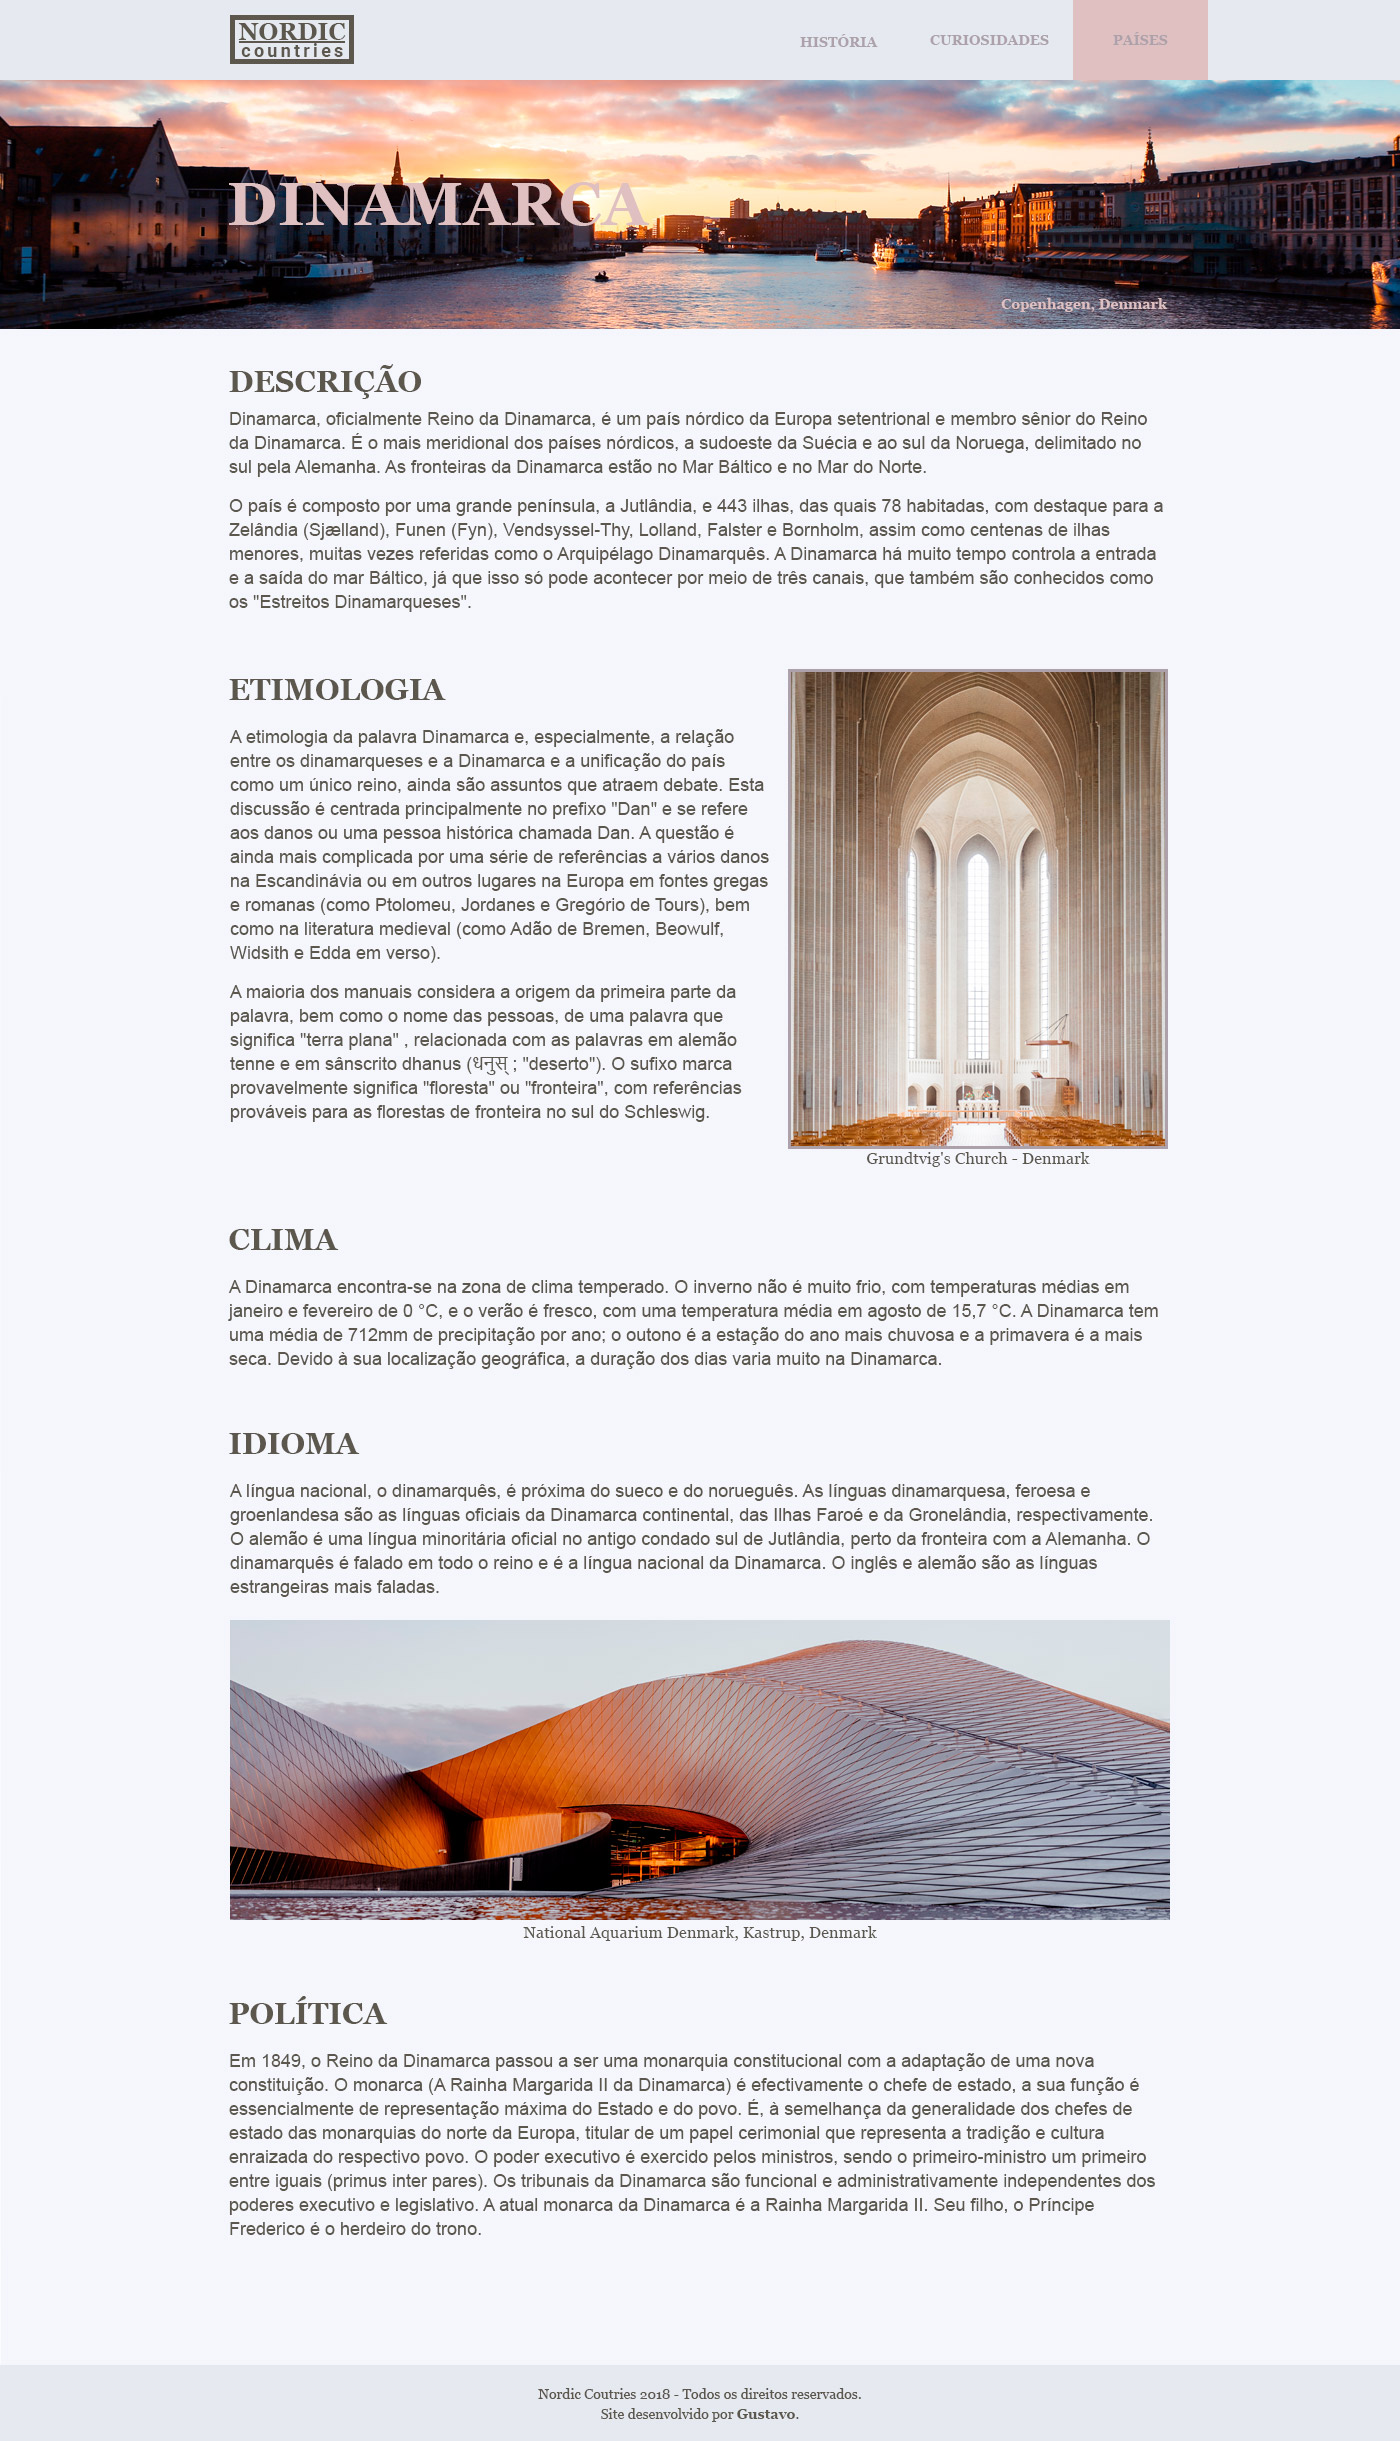 NORDIC
countries
HISTÓRIA
CURIOSIDADES
PAÍSES
DINAMARCA
Copenhagen, Denmark
DESCRIÇÃO
Dinamarca, oficialmente Reino da Dinamarca, é um país nórdico da Europa setentrional e membro sênior do Reino
da Dinamarca. É o mais meridional dos países nórdicos, a sudoeste da Suécia e ao sul da Noruega, delimitado no
sul pela Alemanha. As fronteiras da Dinamarca estão no Mar Báltico e no Mar do Norte.
O país é composto por uma grande península, a Jutlândia, e 443 ilhas, das quais 78 habitadas, com destaque para a
Zelândia (Sjælland), Funen (Fyn), Vendsyssel-Thy, Lolland, Falster e Bornholm, assim como centenas de ilhas
menores, muitas vezes referidas como o Arquipélago Dinamarquês. A Dinamarca há muito tempo controla a entrada
e a saída do mar Báltico, já que isso só pode acontecer por meio de três canais, que também são conhecidos como
os "Estreitos Dinamarqueses".
ETIMOLOGIA
A etimologia da palavra Dinamarca e, especialmente, a relação
entre os dinamarqueses e a Dinamarca e a unificação do país
como um único reino, ainda são assuntos que atraem debate. Esta
discussão é centrada principalmente no prefixo "Dan" e se refere
aos danos ou uma pessoa histórica chamada Dan. A questão é
ainda mais complicada por uma série de referências a vários danos
na Escandinávia ou em outros lugares na Europa em fontes gregas
e romanas (como Ptolomeu, Jordanes e Gregório de Tours), bem
como na literatura medieval (como Adão de Bremen, Beowulf,
Widsith e Edda em verso).
A maioria dos manuais considera a origem da primeira parte da
palavra, bem como o nome das pessoas, de uma palavra que
significa "terra plana" , relacionada com as palavras em alemão
tenne e em sânscrito dhanus (धनुस् ; "deserto"). O sufixo marca
provavelmente significa "floresta" ou "fronteira", com referências
prováveis para as florestas de fronteira no sul do Schleswig.
Grundtvig's Church - Denmark
CLIMA
A Dinamarca encontra-se na zona de clima temperado. O inverno não é muito frio, com temperaturas médias em
janeiro e fevereiro de 0 °C, e o verão é fresco, com uma temperatura média em agosto de 15,7 °C. A Dinamarca tem
uma média de 712mm de precipitação por ano; o outono é a estação do ano mais chuvosa e a primavera é a mais
seca. Devido à sua localização geográfica, a duração dos dias varia muito na Dinamarca.
IDIOMA
A língua nacional, o dinamarquês, é próxima do sueco e do norueguês. As línguas dinamarquesa, feroesa e
groenlandesa são as línguas oficiais da Dinamarca continental, das Ilhas Faroé e da Gronelândia, respectivamente.
O alemão é uma língua minoritária oficial no antigo condado sul de Jutlândia, perto da fronteira com a Alemanha. O
dinamarquês é falado em todo o reino e é a língua nacional da Dinamarca. O inglês e alemão são as línguas
estrangeiras mais faladas.
National Aquarium Denmark, Kastrup, Denmark
POLÍTICA
Em 1849, o Reino da Dinamarca passou a ser uma monarquia constitucional com a adaptação de uma nova
constituição. O monarca (A Rainha Margarida II da Dinamarca) é efectivamente o chefe de estado, a sua função é
essencialmente de representação máxima do Estado e do povo. É, à semelhança da generalidade dos chefes de
estado das monarquias do norte da Europa, titular de um papel cerimonial que representa a tradição e cultura
enraizada do respectivo povo. O poder executivo é exercido pelos ministros, sendo o primeiro-ministro um primeiro
entre iguais (primus inter pares). Os tribunais da Dinamarca são funcional e administrativamente independentes dos
poderes executivo e legislativo. A atual monarca da Dinamarca é a Rainha Margarida II. Seu filho, o Príncipe
Frederico é o herdeiro do trono.
Nordic Coutries 2018 - Todos os direitos reservados.
Site desenvolvido por Gustavo.